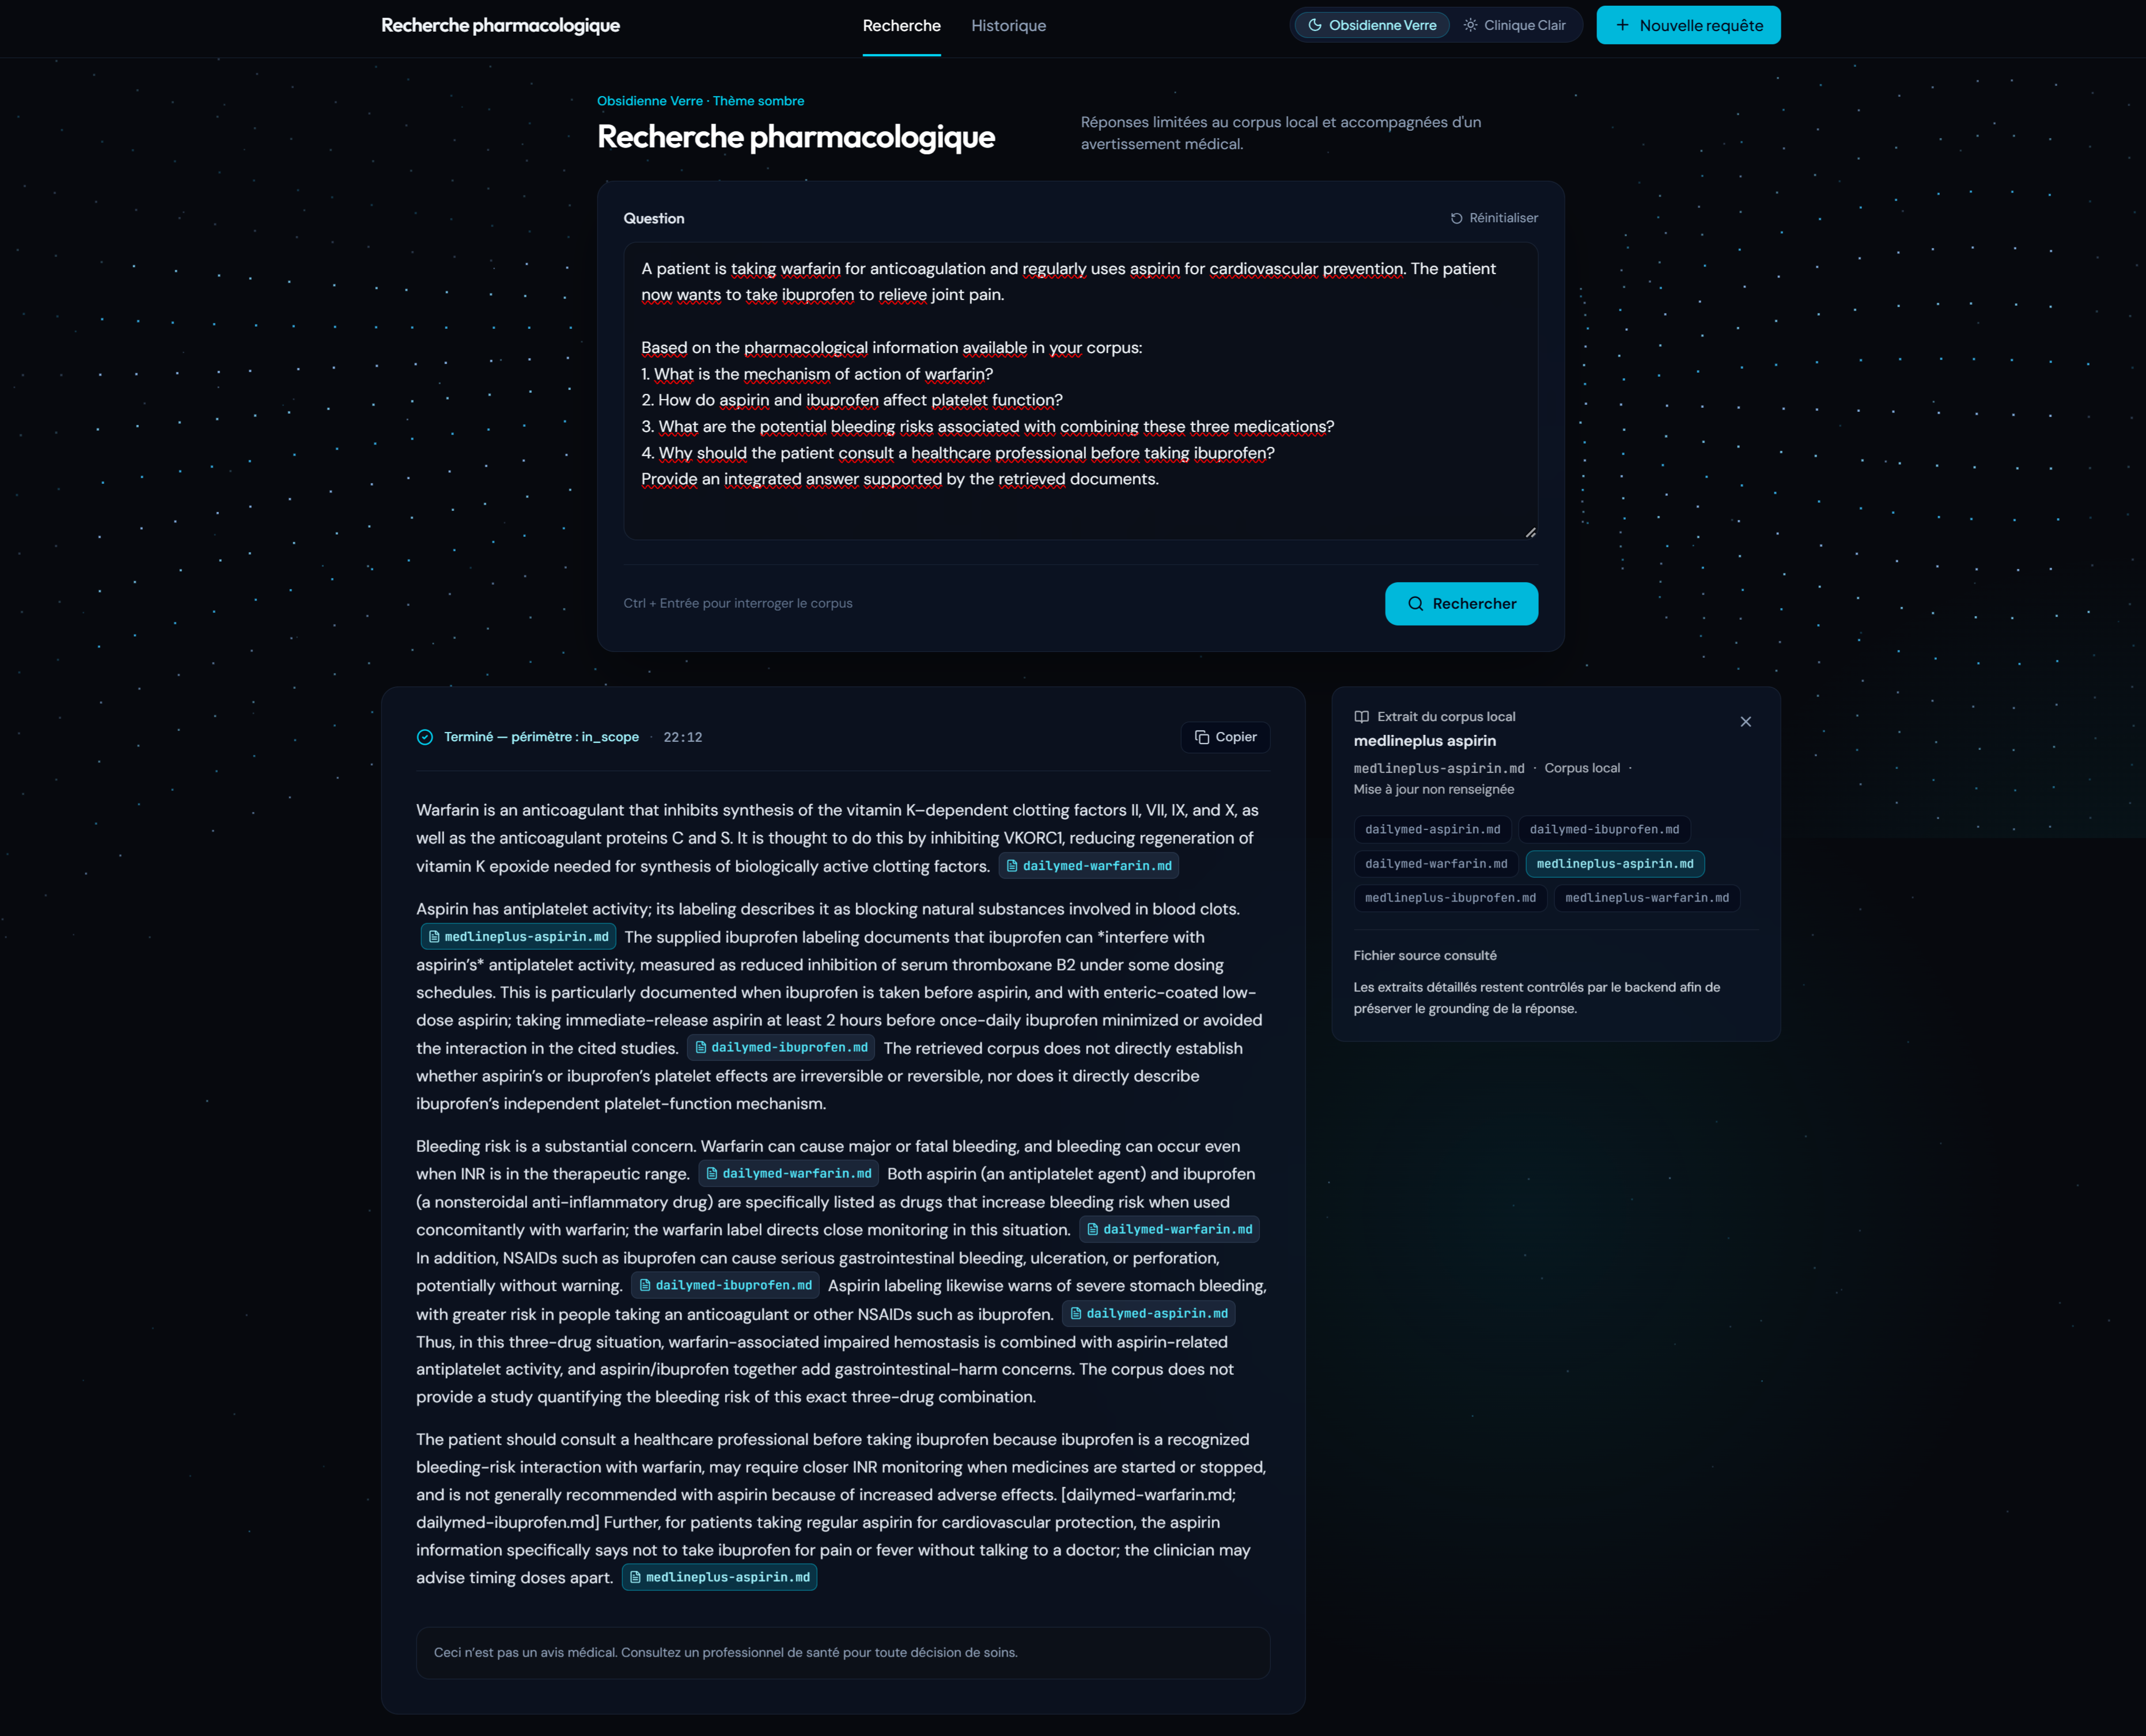 Recherche pharmacologique
Recherche
Historique
Obsidienne Verre
Clinique Clair
Nouvelle requête
Obsidienne Verre · Thème sombre
Recherche pharmacologique
Réponses limitées au corpus local et accompagnées d'un
avertissement médical.
Question
Réinitialiser
A patient is taking warfarin for anticoagulation and regularly uses aspirin for cardiovascular prevention. The patient
now wants to take ibuprofen to relieve joint pain.
Based on the pharmacological information available in your corpus:
1. What is the mechanism of action of warfarin?
2. How do aspirin and ibuprofen affect platelet function?
3. What are the potential bleeding risks associated with combining these three medications?
4. Why should the patient consult a healthcare professional before taking ibuprofen?
Provide an integrated answer supported by the retrieved documents.
Ctrl + Entrée pour interroger le corpus
Rechercher
Terminé — périmètre : in_scope · 22:12
Copier
Warfarin is an anticoagulant that inhibits synthesis of the vitamin K–dependent clotting factors II, VII, IX, and X, as
well as the anticoagulant proteins C and S. It is thought to do this by inhibiting VKORC1, reducing regeneration of
vitamin K epoxide needed for synthesis of biologically active clotting factors. dailymed-warfarin.md
Aspirin has antiplatelet activity; its labeling describes it as blocking natural substances involved in blood clots.
medlineplus-aspirin.md The supplied ibuprofen labeling documents that ibuprofen can *interfere with
aspirin’s* antiplatelet activity, measured as reduced inhibition of serum thromboxane B2 under some dosing
schedules. This is particularly documented when ibuprofen is taken before aspirin, and with enteric-coated low-
dose aspirin; taking immediate-release aspirin at least 2 hours before once-daily ibuprofen minimized or avoided
the interaction in the cited studies. dailymed-ibuprofen.md The retrieved corpus does not directly establish
whether aspirin’s or ibuprofen’s platelet effects are irreversible or reversible, nor does it directly describe
ibuprofen’s independent platelet-function mechanism.
Bleeding risk is a substantial concern. Warfarin can cause major or fatal bleeding, and bleeding can occur even
when INR is in the therapeutic range. dailymed-warfarin.md Both aspirin (an antiplatelet agent) and ibuprofen
(a nonsteroidal anti-inflammatory drug) are specifically listed as drugs that increase bleeding risk when used
concomitantly with warfarin; the warfarin label directs close monitoring in this situation. dailymed-warfarin.md
In addition, NSAIDs such as ibuprofen can cause serious gastrointestinal bleeding, ulceration, or perforation,
potentially without warning. dailymed-ibuprofen.md Aspirin labeling likewise warns of severe stomach bleeding,
with greater risk in people taking an anticoagulant or other NSAIDs such as ibuprofen. dailymed-aspirin.md
Thus, in this three-drug situation, warfarin-associated impaired hemostasis is combined with aspirin-related
antiplatelet activity, and aspirin/ibuprofen together add gastrointestinal-harm concerns. The corpus does not
provide a study quantifying the bleeding risk of this exact three-drug combination.
The patient should consult a healthcare professional before taking ibuprofen because ibuprofen is a recognized
bleeding-risk interaction with warfarin, may require closer INR monitoring when medicines are started or stopped,
and is not generally recommended with aspirin because of increased adverse effects. [dailymed-warfarin.md;
dailymed-ibuprofen.md] Further, for patients taking regular aspirin for cardiovascular protection, the aspirin
information specifically says not to take ibuprofen for pain or fever without talking to a doctor; the clinician may
advise timing doses apart. medlineplus-aspirin.md
Ceci n’est pas un avis médical. Consultez un professionnel de santé pour toute décision de soins.
Extrait du corpus local
medlineplus aspirin
medlineplus-aspirin.md · Corpus local ·
Mise à jour non renseignée
dailymed-aspirin.md dailymed-ibuprofen.md
dailymed-warfarin.md medlineplus-aspirin.md
medlineplus-ibuprofen.md medlineplus-warfarin.md
Fichier source consulté
Les extraits détaillés restent contrôlés par le backend afin de
préserver le grounding de la réponse.